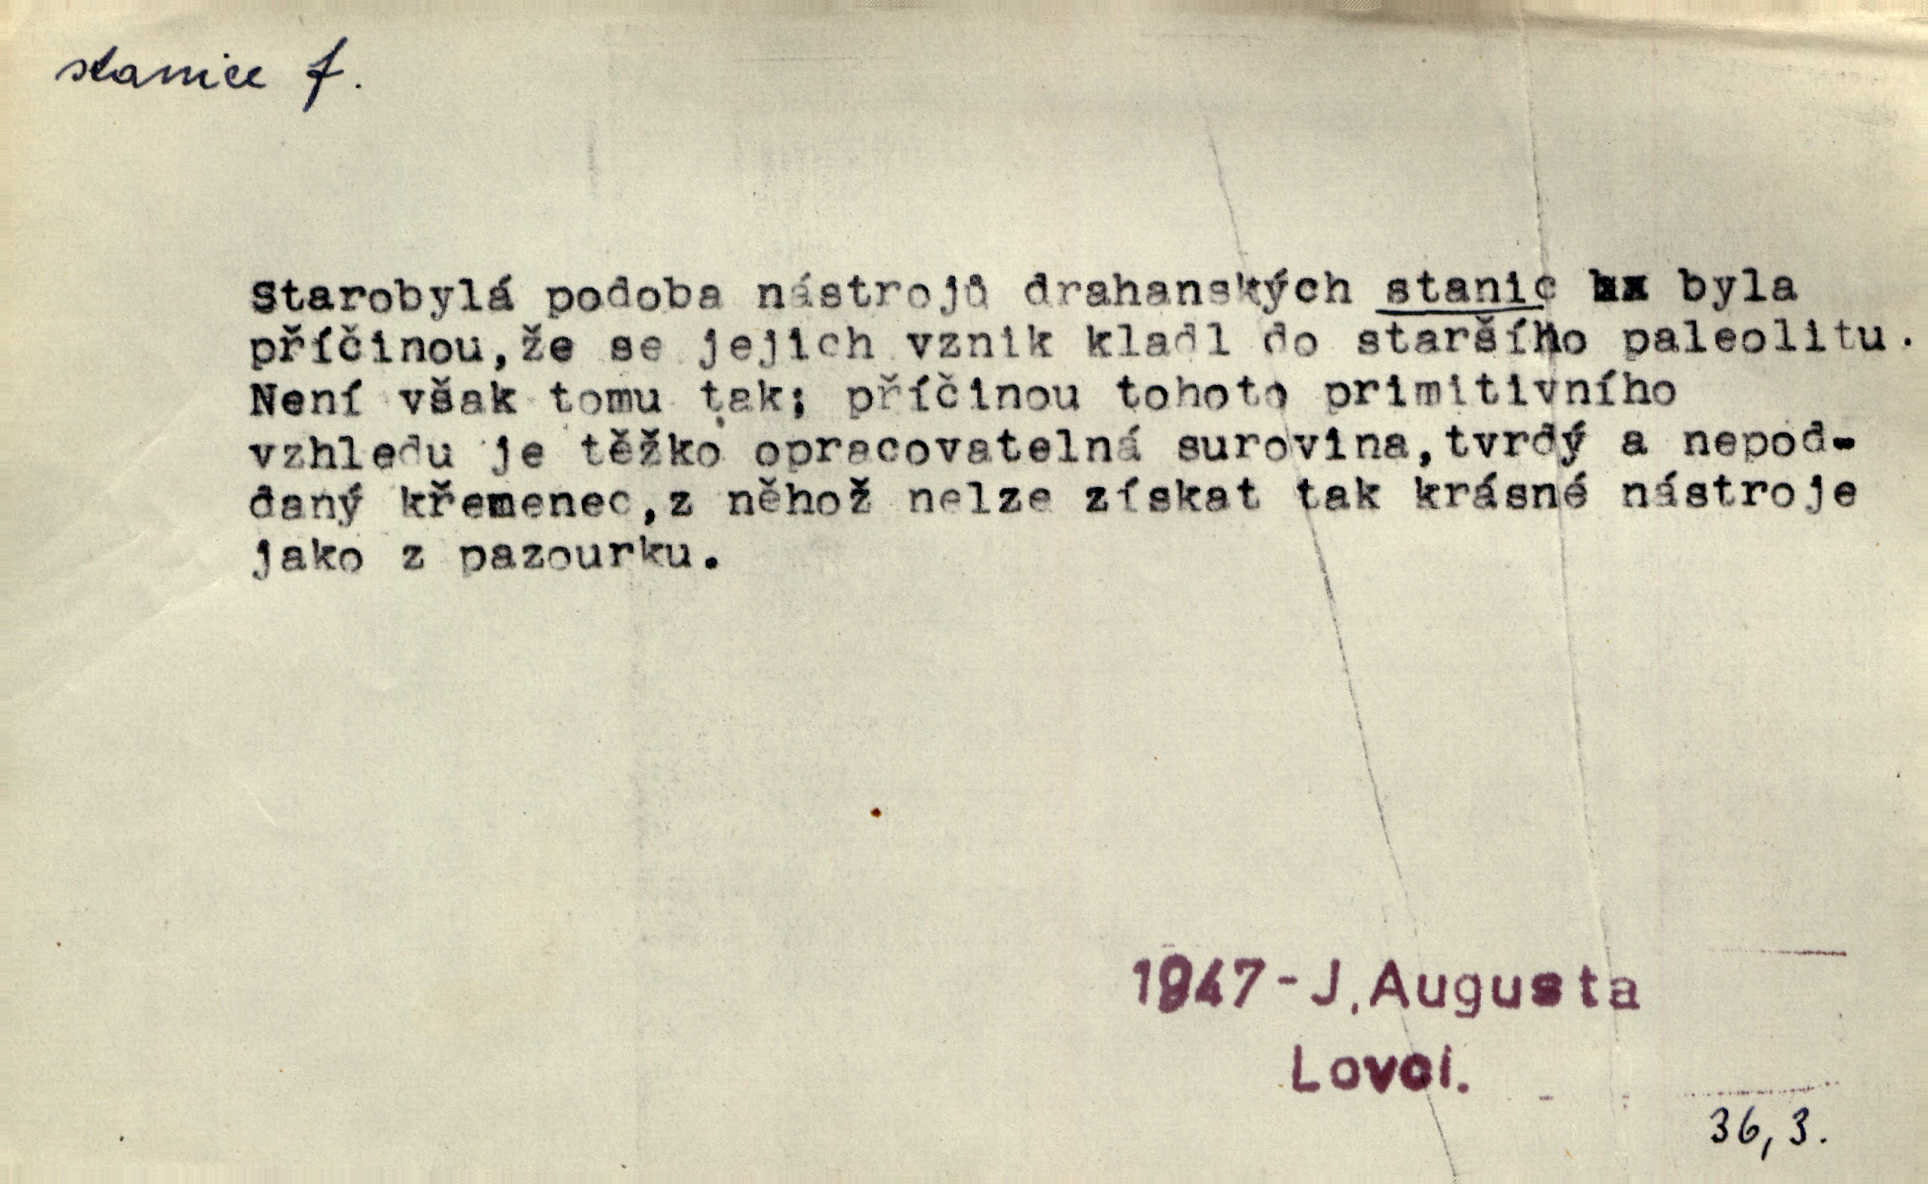 stanice f.
Starobylá podoba nástrojů drahanských stanic byla
příčinou,že se jejich vznik kladl do staršího paleolitu.
Není však tomu tak; příčinou tohoto primitivního
vzhledu je těžko opracovatelná surovina,tvrdý a nepod-
daný křemenec,z něhož nelze získat tak krásné nástroje
jako z pazourku.
1947-J.Augusta
Lovci.
36,3.